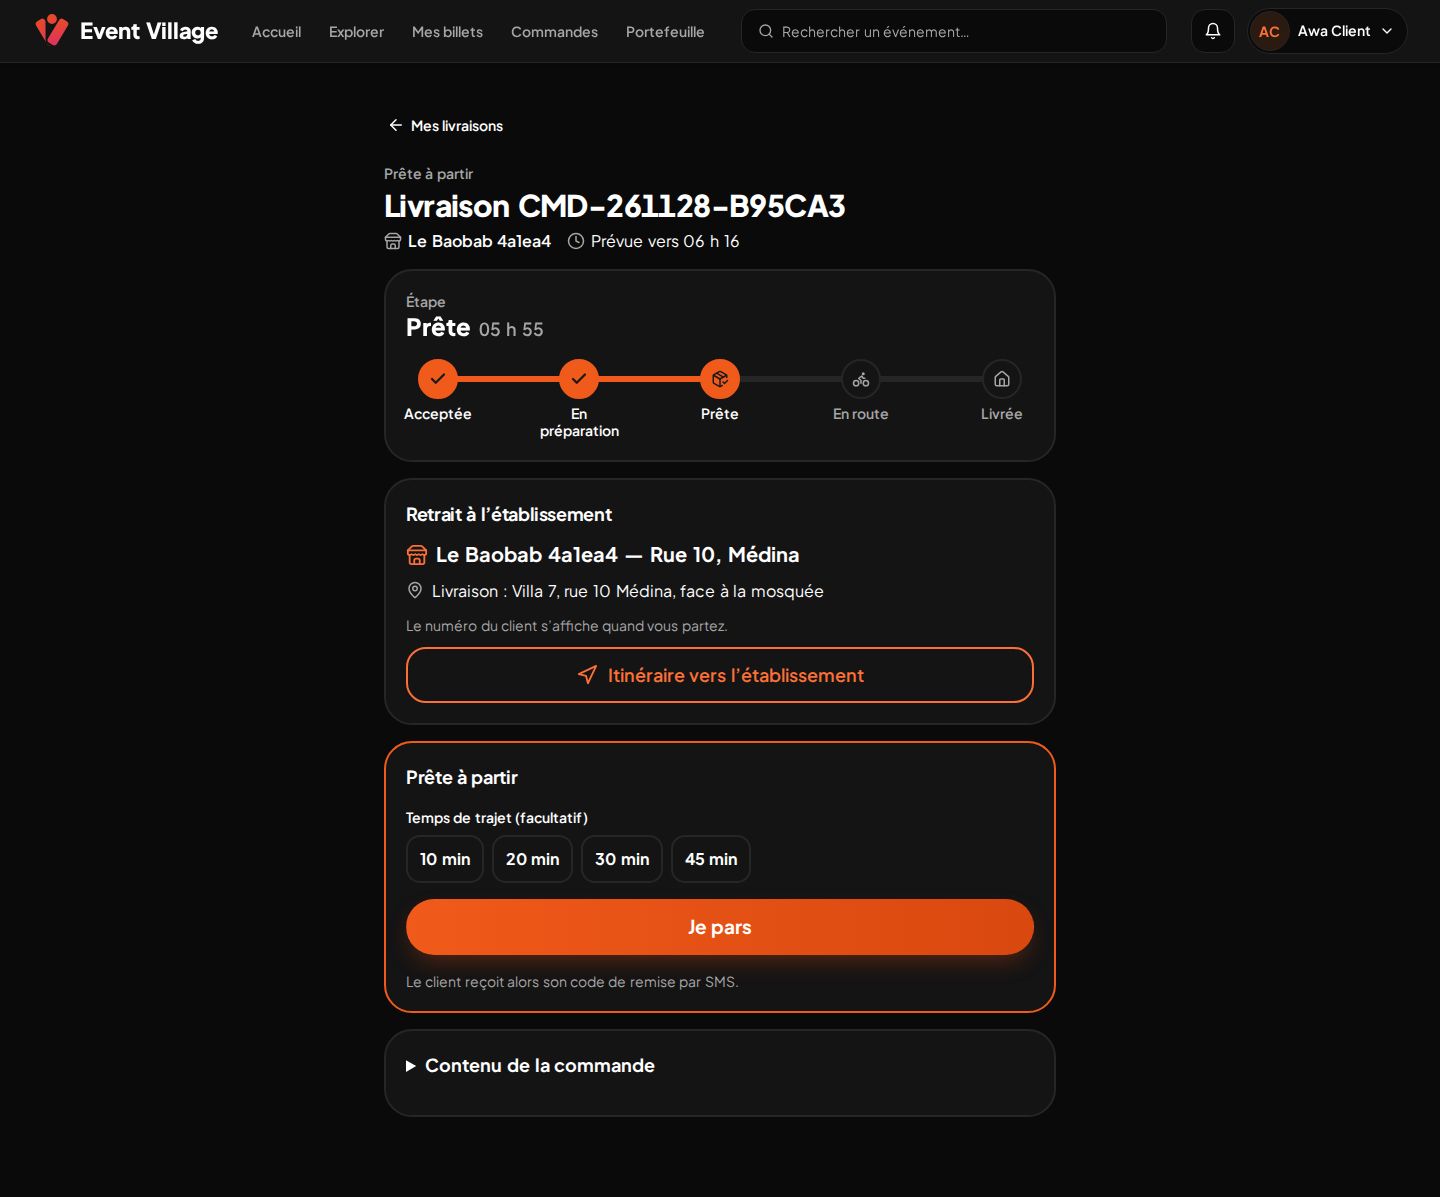 Event Village
Accueil
Explorer
Mes billets
Commandes
Portefeuille
Rechercher un événement...
AC
Awa Client
Mes livraisons
Prête à partir
Livraison CMD-261128-B95CA3
Le Baobab 4a1ea4
Prévue vers 06 h 16
Étape
Prête 05 h 55
Acceptée
En
préparation
Prête
En route
Livrée
Retrait à l’établissement
Le Baobab 4a1ea4 — Rue 10, Médina
Livraison : Villa 7, rue 10 Médina, face à la mosquée
Le numéro du client s’affiche quand vous partez.
Itinéraire vers l’établissement
Prête à partir
Temps de trajet (facultatif)
10 min
20 min
30 min
45 min
Je pars
Le client reçoit alors son code de remise par SMS.
Contenu de la commande